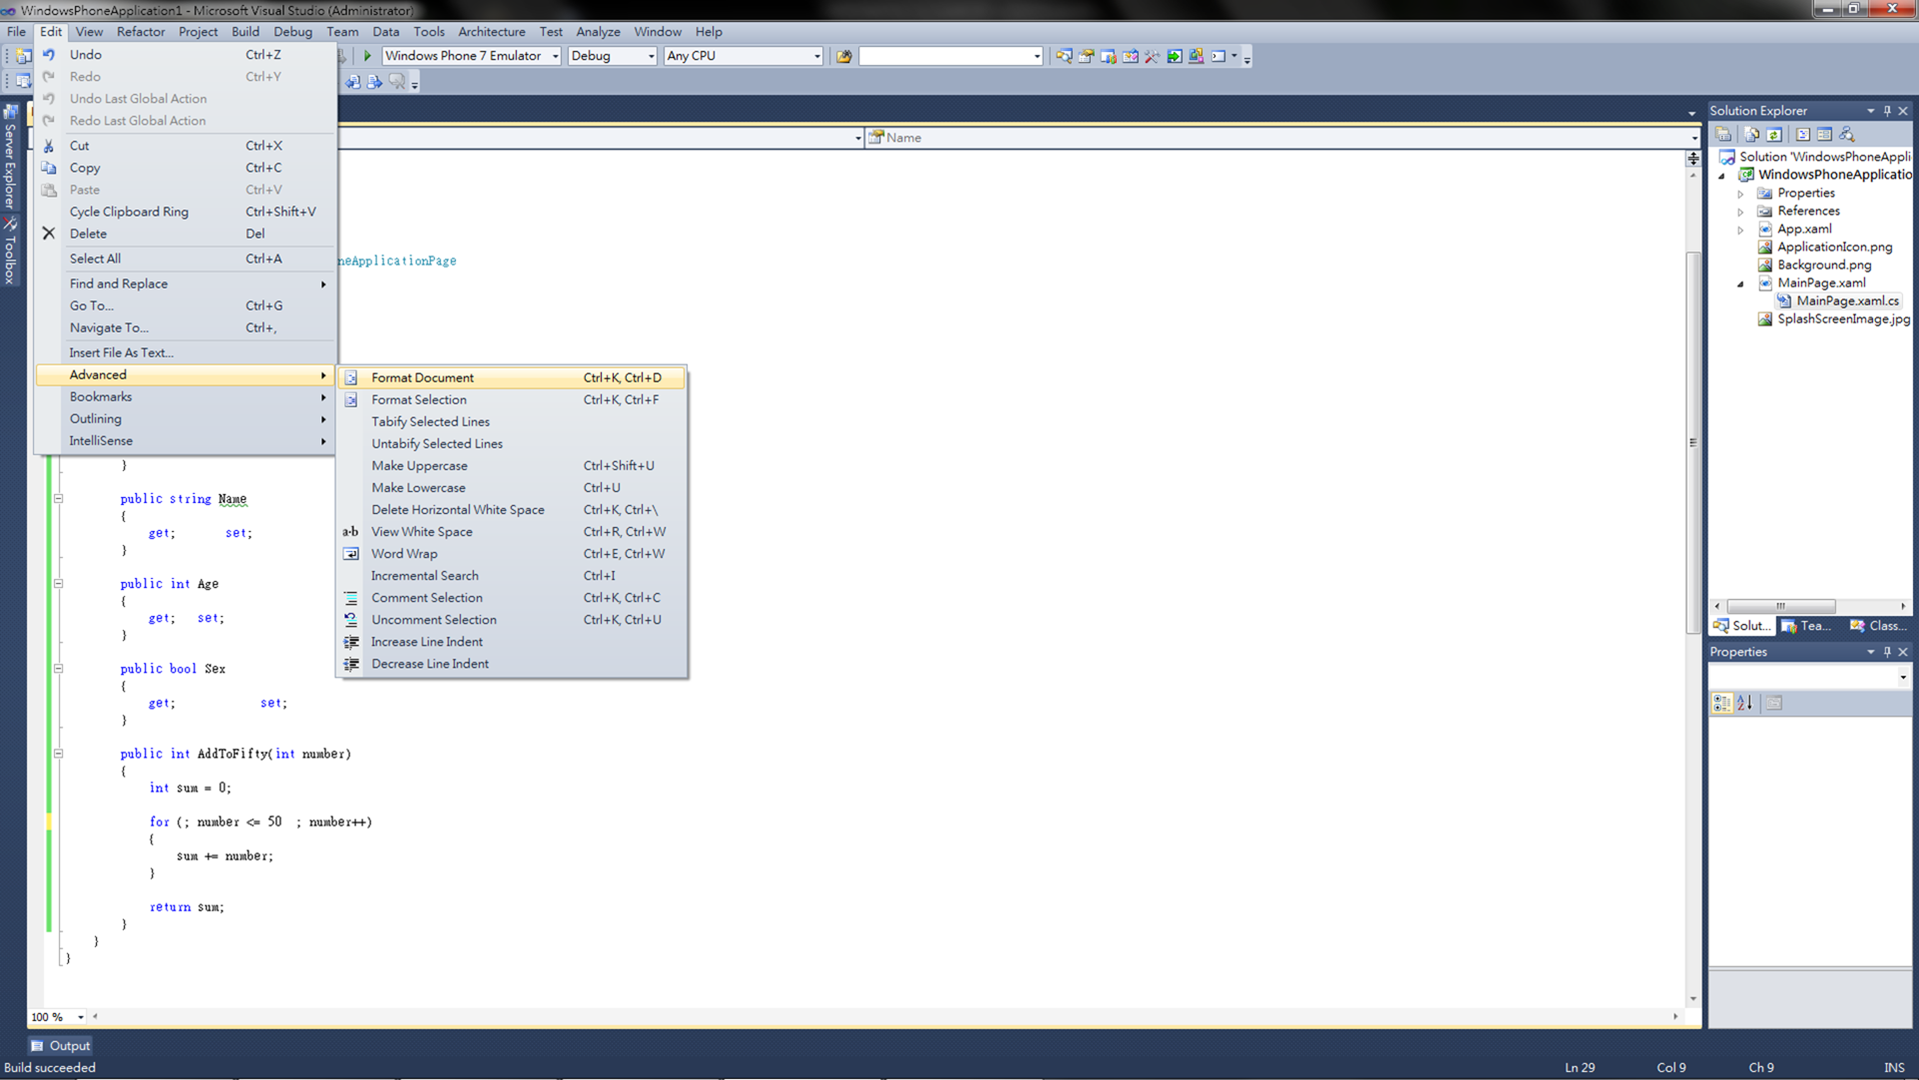 WindowsPhoneApplication1 - Microsoft Visual Studio (Administrator)
File Edit View Refactor Project Build Debug Team Data Tools Architecture Test Analyze Window Help
Windows Phone 7 Emulator Debug Any CPU
Undo Ctrl+Z
Redo Ctrl+Y
Undo Last Global Action
Redo Last Global Action
Cut Ctrl+X
Copy Ctrl+C
Paste Ctrl+V
Cycle Clipboard Ring Ctrl+Shift+V
Delete Del
Select All Ctrl+A
Find and Replace
Go To... Ctrl+G
Navigate To... Ctrl+,
Insert File As Text...
Advanced
Bookmarks
Outlining
IntelliSense
Format Document Ctrl+K, Ctrl+D
Format Selection Ctrl+K, Ctrl+F
Tabify Selected Lines
Untabify Selected Lines
Make Uppercase Ctrl+Shift+U
Make Lowercase Ctrl+U
Delete Horizontal White Space Ctrl+K, Ctrl+\
a·b View White Space Ctrl+R, Ctrl+W
Word Wrap Ctrl+E, Ctrl+W
Incremental Search Ctrl+I
Comment Selection Ctrl+K, Ctrl+C
Uncomment Selection Ctrl+K, Ctrl+U
Increase Line Indent
Decrease Line Indent
Server Explorer
Toolbox
Name
neApplicationPage
}
public string Name
{
get; set;
}
public int Age
{
get; set;
}
public bool Sex
{
get; set;
}
public int AddToFifty(int number)
{
int sum = 0;
for (; number <= 50 ; number++)
{
sum += number;
}
return sum;
}
}
}
100 %
Solution Explorer
Solution 'WindowsPhoneAppli
WindowsPhoneApplicatio
Properties
References
App.xaml
ApplicationIcon.png
Background.png
MainPage.xaml
MainPage.xaml.cs
SplashScreenImage.jpg
Solut... Tea... Class...
Properties
Output
Build succeeded Ln 29 Col 9 Ch 9 INS